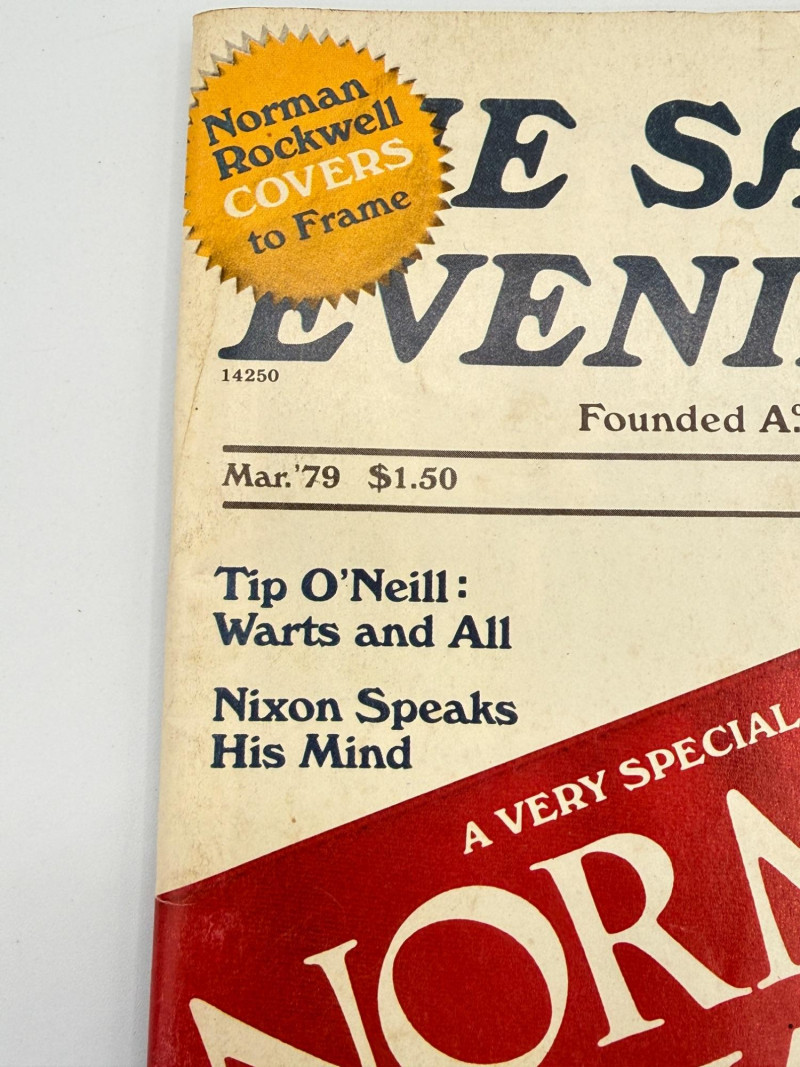 Norman
Rockwell
COVERS
to Frame
HE SA
EVENI
14250
Founded A.
Mar.'79 $1.50
Tip O'Neill:
Warts and All
Nixon Speaks
His Mind
A VERY SPECIAL
NORM